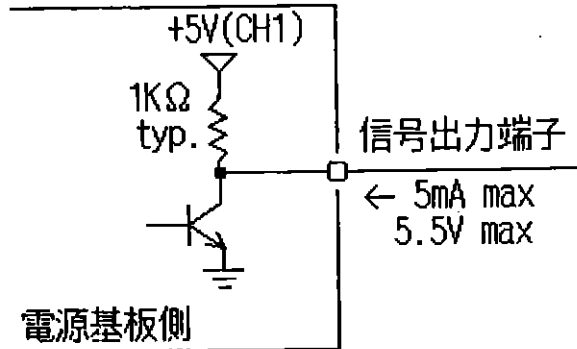 +5V(CH1)
1KΩ
typ.
信号出力端子
← 5mA max
5.5V max
電源基板側